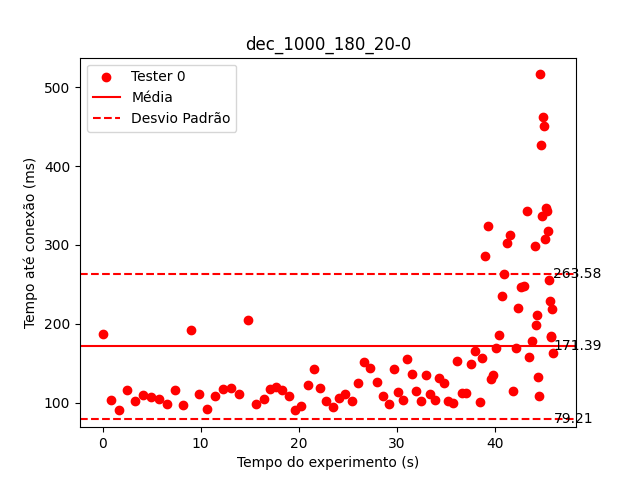 dec_1000_180_20-0
Tester 0
Média
Desvio Padrão
Tempo até conexão (ms)
500
400
300
200
100
263.58
171.39
79.21
0
10
20
30
40
Tempo do experimento (s)